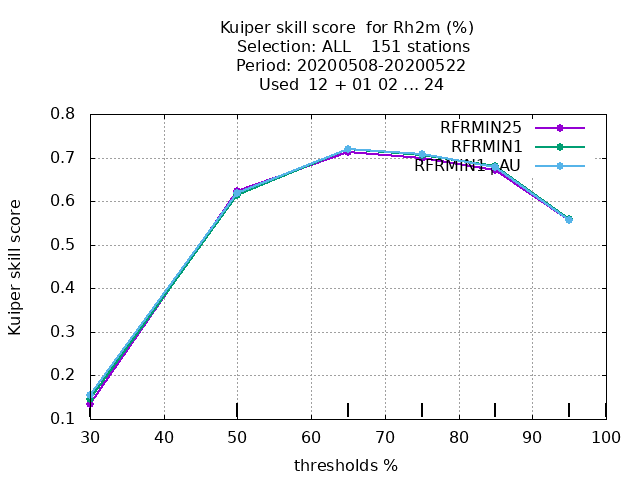 Kuiper skill score for Rh2m (%)
Selection: ALL 151 stations
Period: 20200508-20200522
Used 12 + 01 02 ... 24
RFRMIN25
RFRMIN1
RFRMIN1 AU
Kuiper skill score
0.8
0.7
0.6
0.5
0.4
0.3
0.2
0.1
30 40 50 60 70 80 90 100
thresholds %